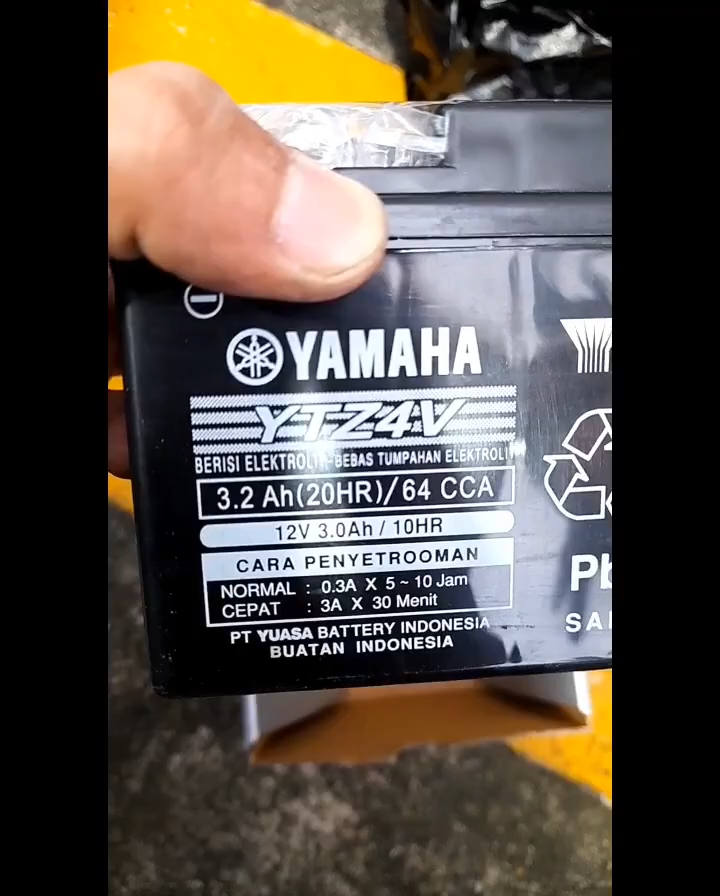 YAMAHA
YTZ4V
BERISI ELEKTROLIT-BEBAS TUMPAHAN ELEKTROLIT
3.2 Ah(20HR)/64 CCA
12V 3.0Ah / 10HR
CARA PENYETROOMAN
NORMAL : 0.3A X 5 ~ 10 Jam
CEPAT : 3A X 30 Menit
PT YUASA BATTERY INDONESIA
BUATAN INDONESIA